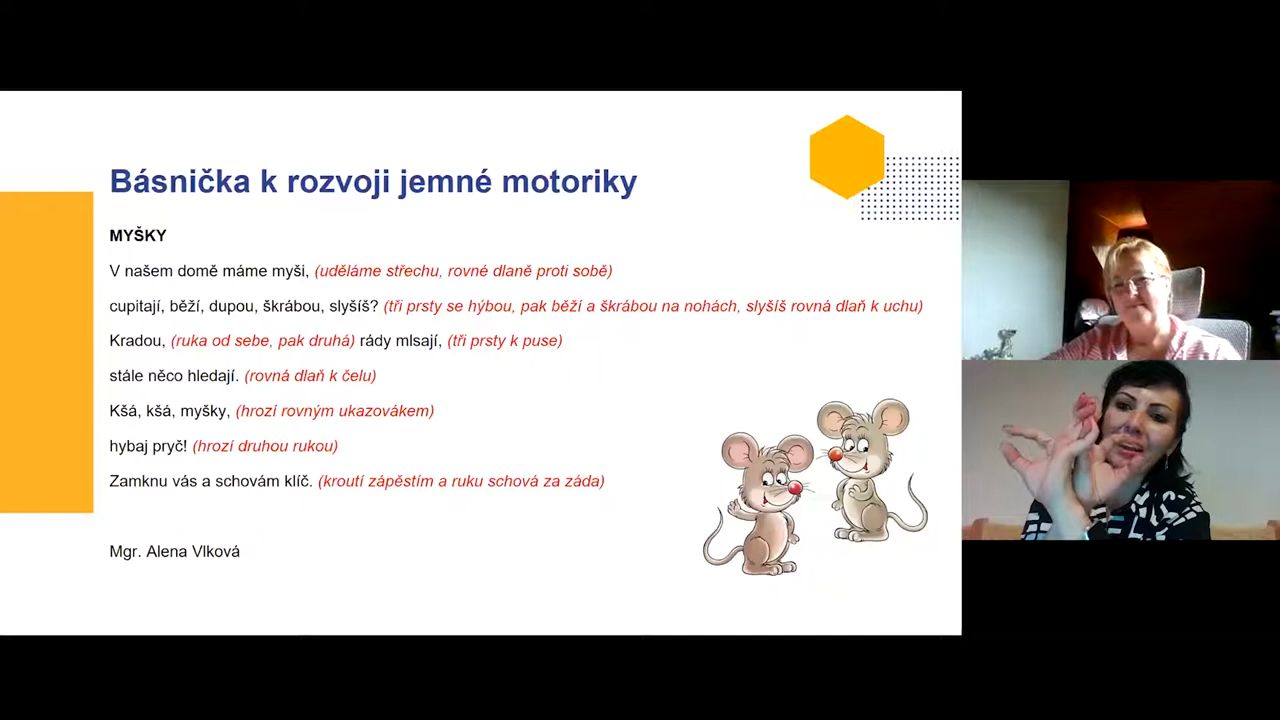 Básnička k rozvoji jemné motoriky
MYŠKY
V našem domě máme myši, (uděláme střechu, rovné dlaně proti sobě)
cupitají, běží, dupou, škrábou, slyšíš? (tři prsty se hýbou, pak běží a škrábou na nohách, slyšíš rovná dlaň k uchu)
Kradou, (ruka od sebe, pak druhá) rády mlsají, (tři prsty k puse)
stále něco hledají. (rovná dlaň k čelu)
Kšá, kšá, myšky, (hrozí rovným ukazovákem)
hybaj pryč! (hrozí druhou rukou)
Zamknu vás a schovám klíč. (kroutí zápěstím a ruku schová za záda)
Mgr. Alena Vlková